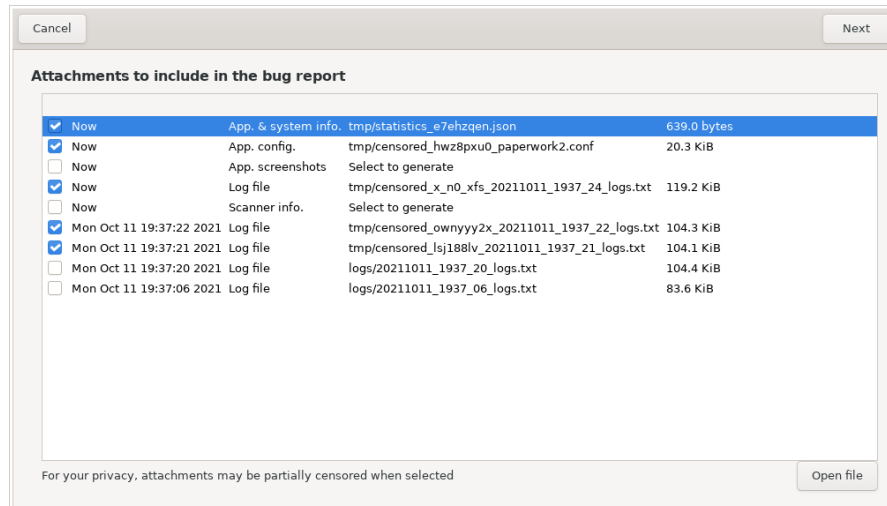 Cancel Next
Attachments to include in the bug report
Now App. & system info. tmp/statistics_e7ehzqen.json 639.0 bytes
Now App. config. tmp/censored_hwz8pxu0_paperwork2.conf 20.3 KiB
Now App. screenshots Select to generate
Now Log file tmp/censored_x_n0_xfs_20211011_1937_24_logs.txt 119.2 KiB
Now Scanner info. Select to generate
Mon Oct 11 19:37:22 2021 Log file tmp/censored_ownyyy2x_20211011_1937_22_logs.txt 104.3 KiB
Mon Oct 11 19:37:21 2021 Log file tmp/censored_lsj188lv_20211011_1937_21_logs.txt 104.1 KiB
Mon Oct 11 19:37:20 2021 Log file logs/20211011_1937_20_logs.txt 104.4 KiB
Mon Oct 11 19:37:06 2021 Log file logs/20211011_1937_06_logs.txt 83.6 KiB
For your privacy, attachments may be partially censored when selected Open file